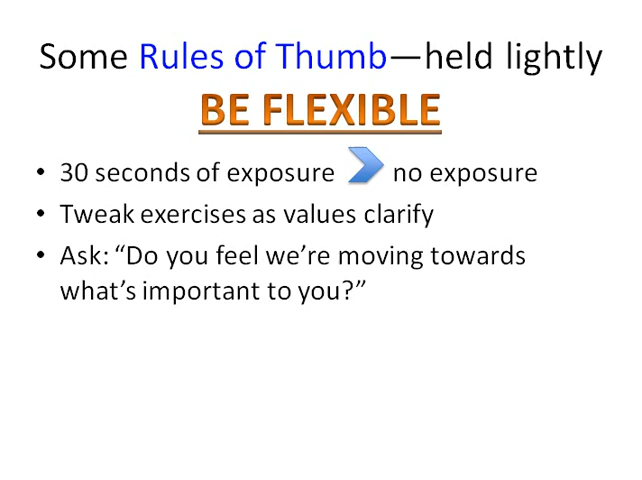 Some Rules of Thumb—held lightly
BE FLEXIBLE
• 30 seconds of exposure no exposure
• Tweak exercises as values clarify
• Ask: “Do you feel we’re moving towards
what’s important to you?”